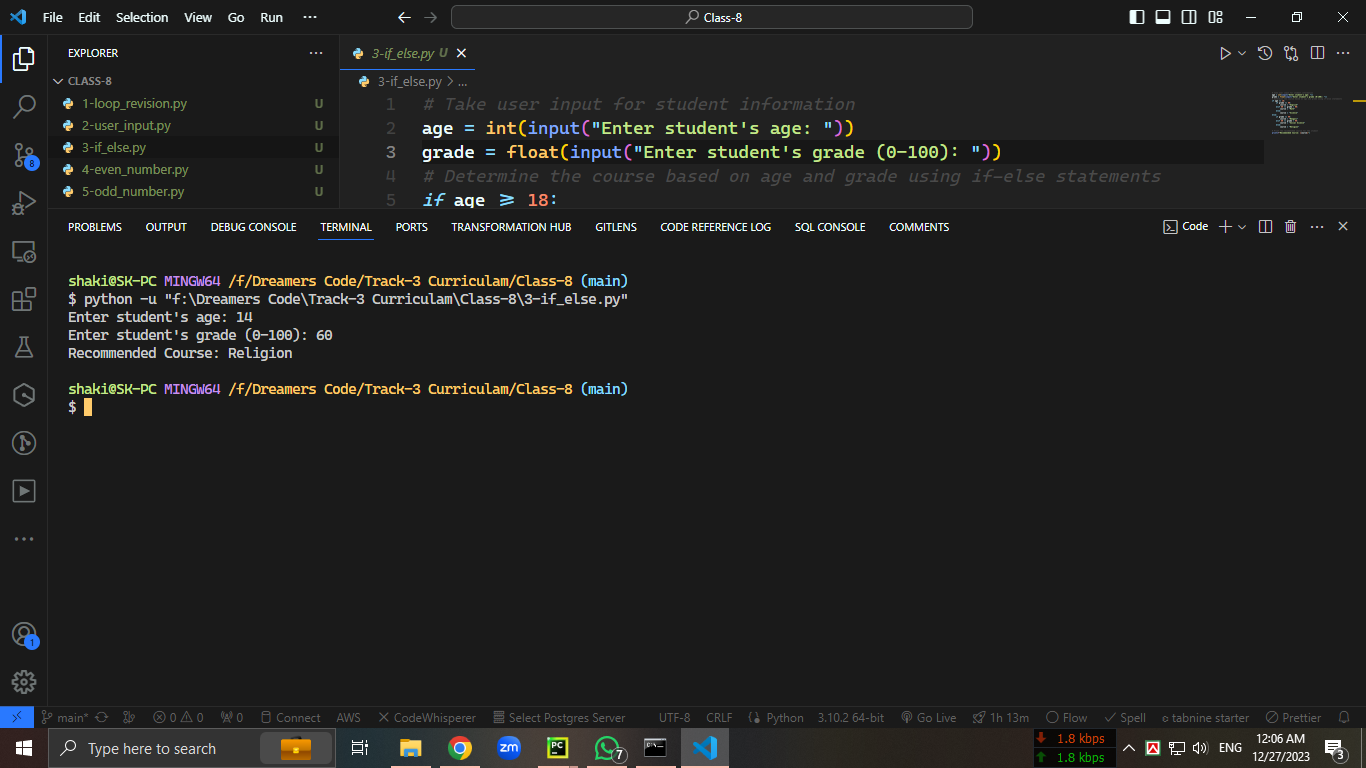 File Edit Selection View Go Run ···
Class-8
EXPLORER
CLASS-8
1-loop_revision.py U
2-user_input.py U
3-if_else.py U
4-even_number.py U
5-odd_number.py U
3-if_else.py U
3-if_else.py > ...
1 # Take user input for student information
2 age = int(input("Enter student's age: "))
3 grade = float(input("Enter student's grade (0-100): "))
4 # Determine the course based on age and grade using if-else statements
5 if age >= 18:
PROBLEMS OUTPUT DEBUG CONSOLE TERMINAL PORTS TRANSFORMATION HUB GITLENS CODE REFERENCE LOG SQL CONSOLE COMMENTS
Code
shaki@SK-PC MINGW64 /f/Dreamers Code/Track-3 Curriculam/Class-8 (main)
$ python -u "f:\Dreamers Code\Track-3 Curriculam\Class-8\3-if_else.py"
Enter student's age: 14
Enter student's grade (0-100): 60
Recommended Course: Religion
shaki@SK-PC MINGW64 /f/Dreamers Code/Track-3 Curriculam/Class-8 (main)
$
8
1
main* 0 0 0 Connect AWS CodeWhisperer Select Postgres Server UTF-8 CRLF Python 3.10.2 64-bit Go Live 1h 13m Flow Spell tabnine starter Prettier
Type here to search
zm
PC
7
1.8 kbps
1.8 kbps
ENG
12:06 AM
12/27/2023
3